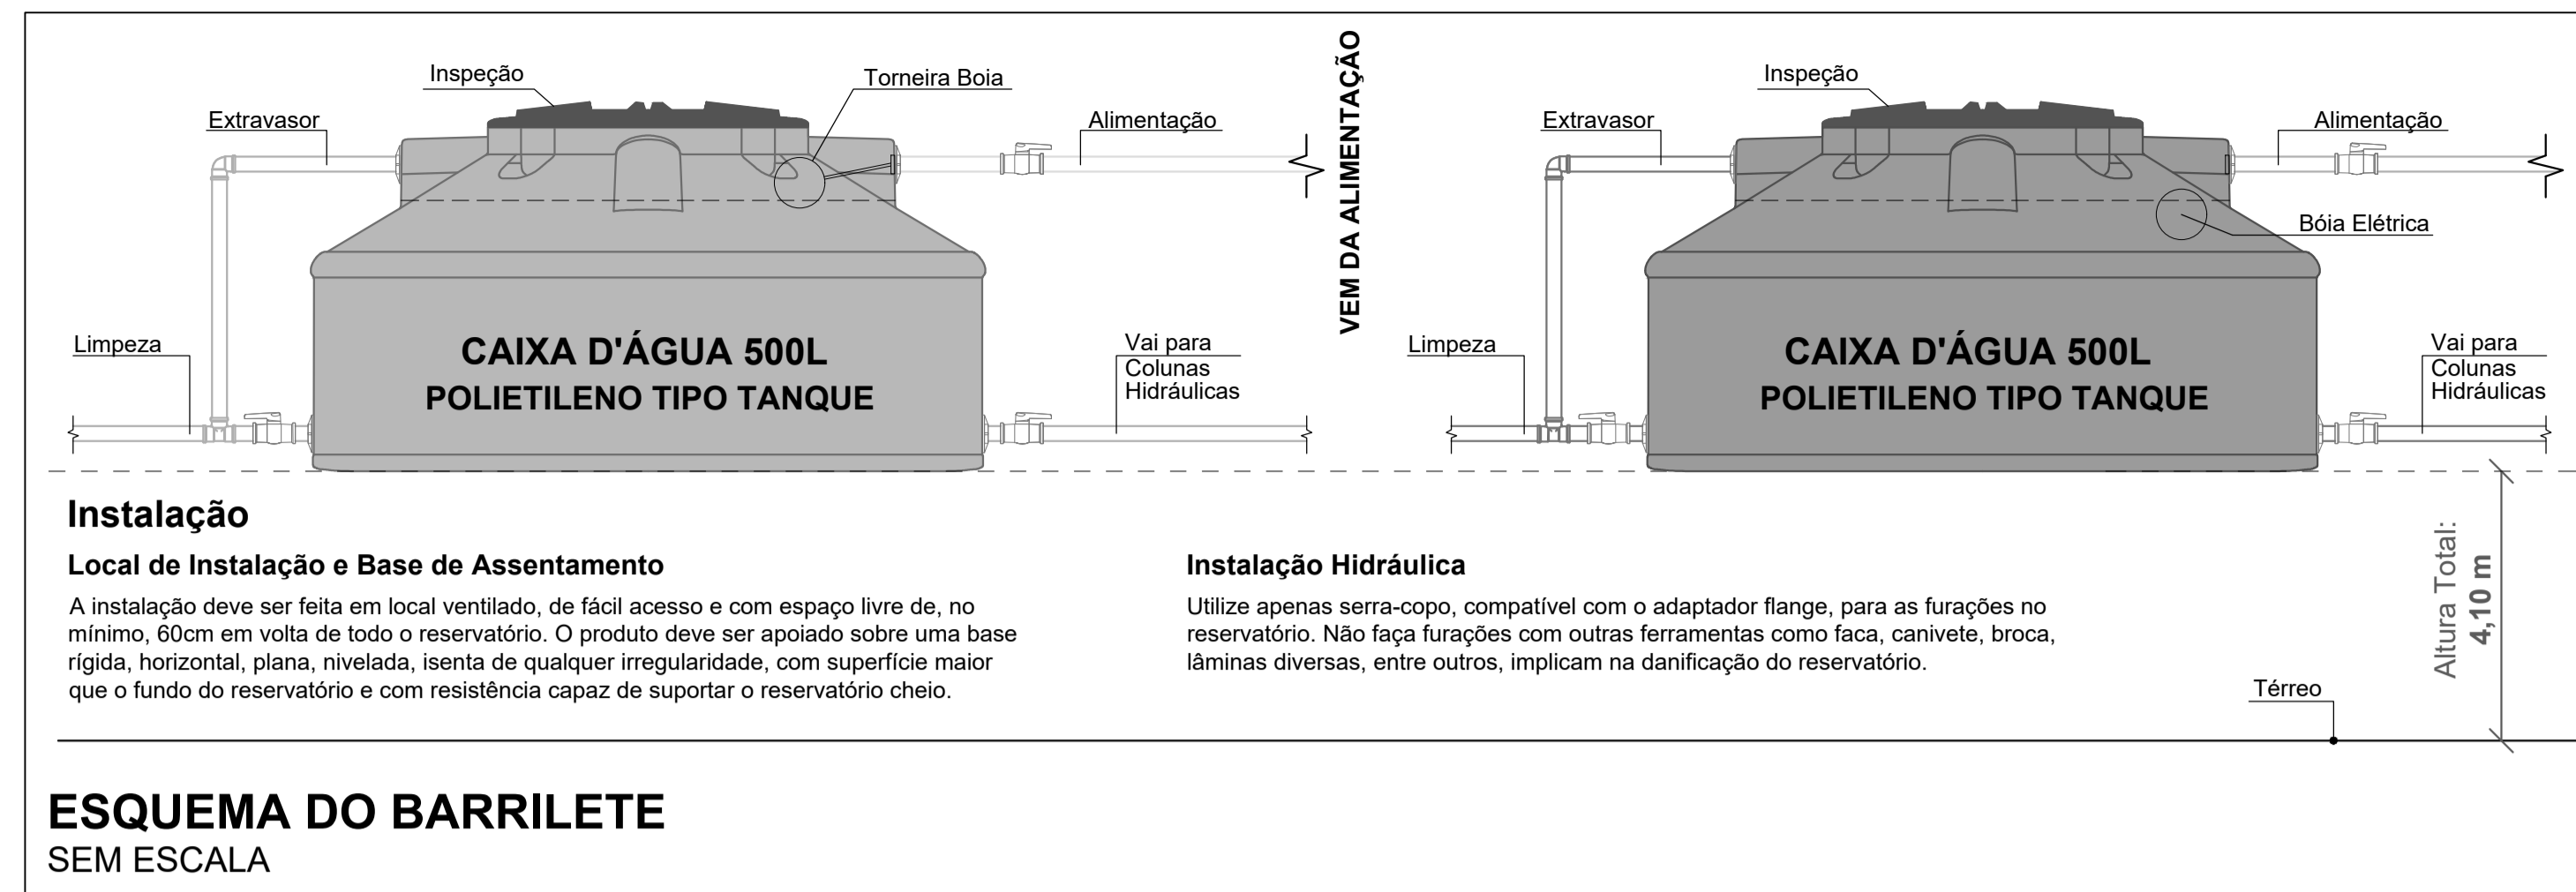 Inspeção
Torneira Boia
Extravasor
Alimentação
Limpeza
CAIXA D'ÁGUA 500L
POLIETILENO TIPO TANQUE
Vai para
Colunas
Hidráulicas
VEM DA ALIMENTAÇÃO
Inspeção
Extravasor
Alimentação
Bóia Elétrica
Limpeza
CAIXA D'ÁGUA 500L
POLIETILENO TIPO TANQUE
Vai para
Colunas
Hidráulicas
Instalação
Local de Instalação e Base de Assentamento
A instalação deve ser feita em local ventilado, de fácil acesso e com espaço livre de, no
mínimo, 60cm em volta de todo o reservatório. O produto deve ser apoiado sobre uma base
rígida, horizontal, plana, nivelada, isenta de qualquer irregularidade, com superfície maior
que o fundo do reservatório e com resistência capaz de suportar o reservatório cheio.
Instalação Hidráulica
Utilize apenas serra-copo, compatível com o adaptador flange, para as furações no
reservatório. Não faça furações com outras ferramentas como faca, canivete, broca,
lâminas diversas, entre outros, implicam na danificação do reservatório.
Altura Total:
4,10 m
Térreo
ESQUEMA DO BARRILETE
SEM ESCALA